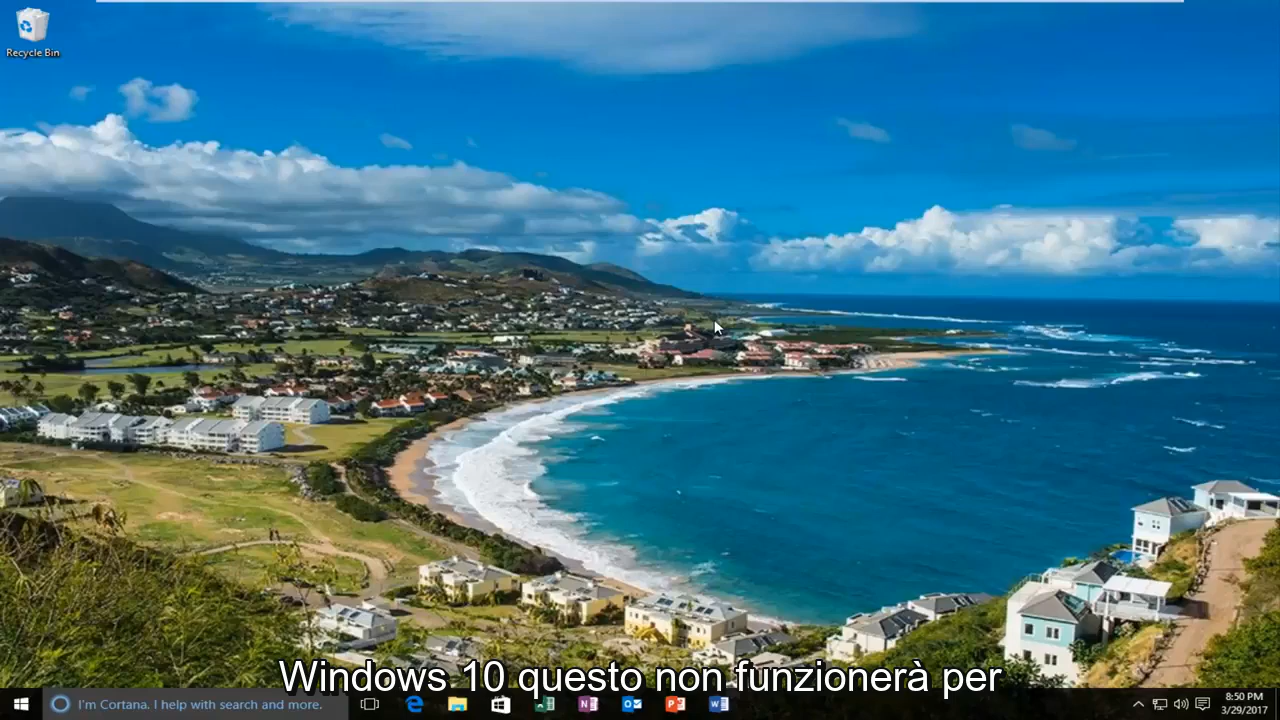 Recycle Bin
Windows 10 questo non funzionerà per
I'm Cortana. I help with search and more.
8:50 PM
3/29/2017